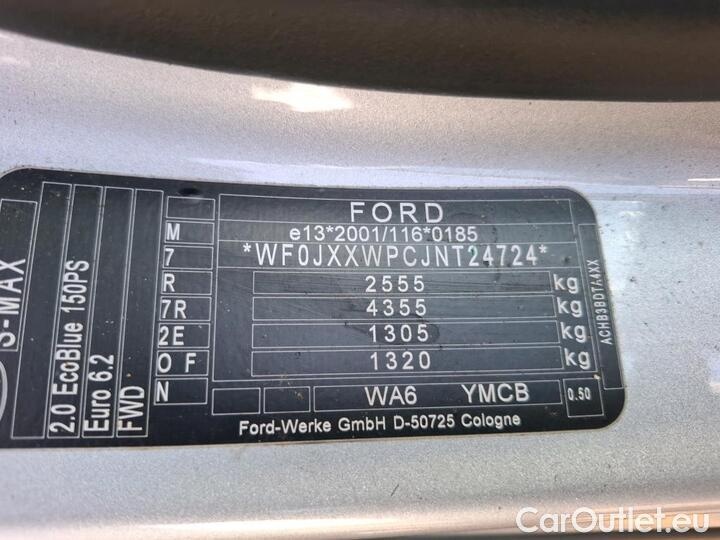 FORD
e13*2001/116*0185
*WF0JXXWPCJNT24724*
2555 kg
4355 kg
1305 kg
1320 kg
WA6 YMCB 0.50
Ford-Werke GmbH D-50725 Cologne
M
7
R
7R
2E
O F
N
S-MAX
2.0 EcoBlue 150PS
Euro 6.2
FWD
ACHB3BDTA4XX
CarOutlet.eu